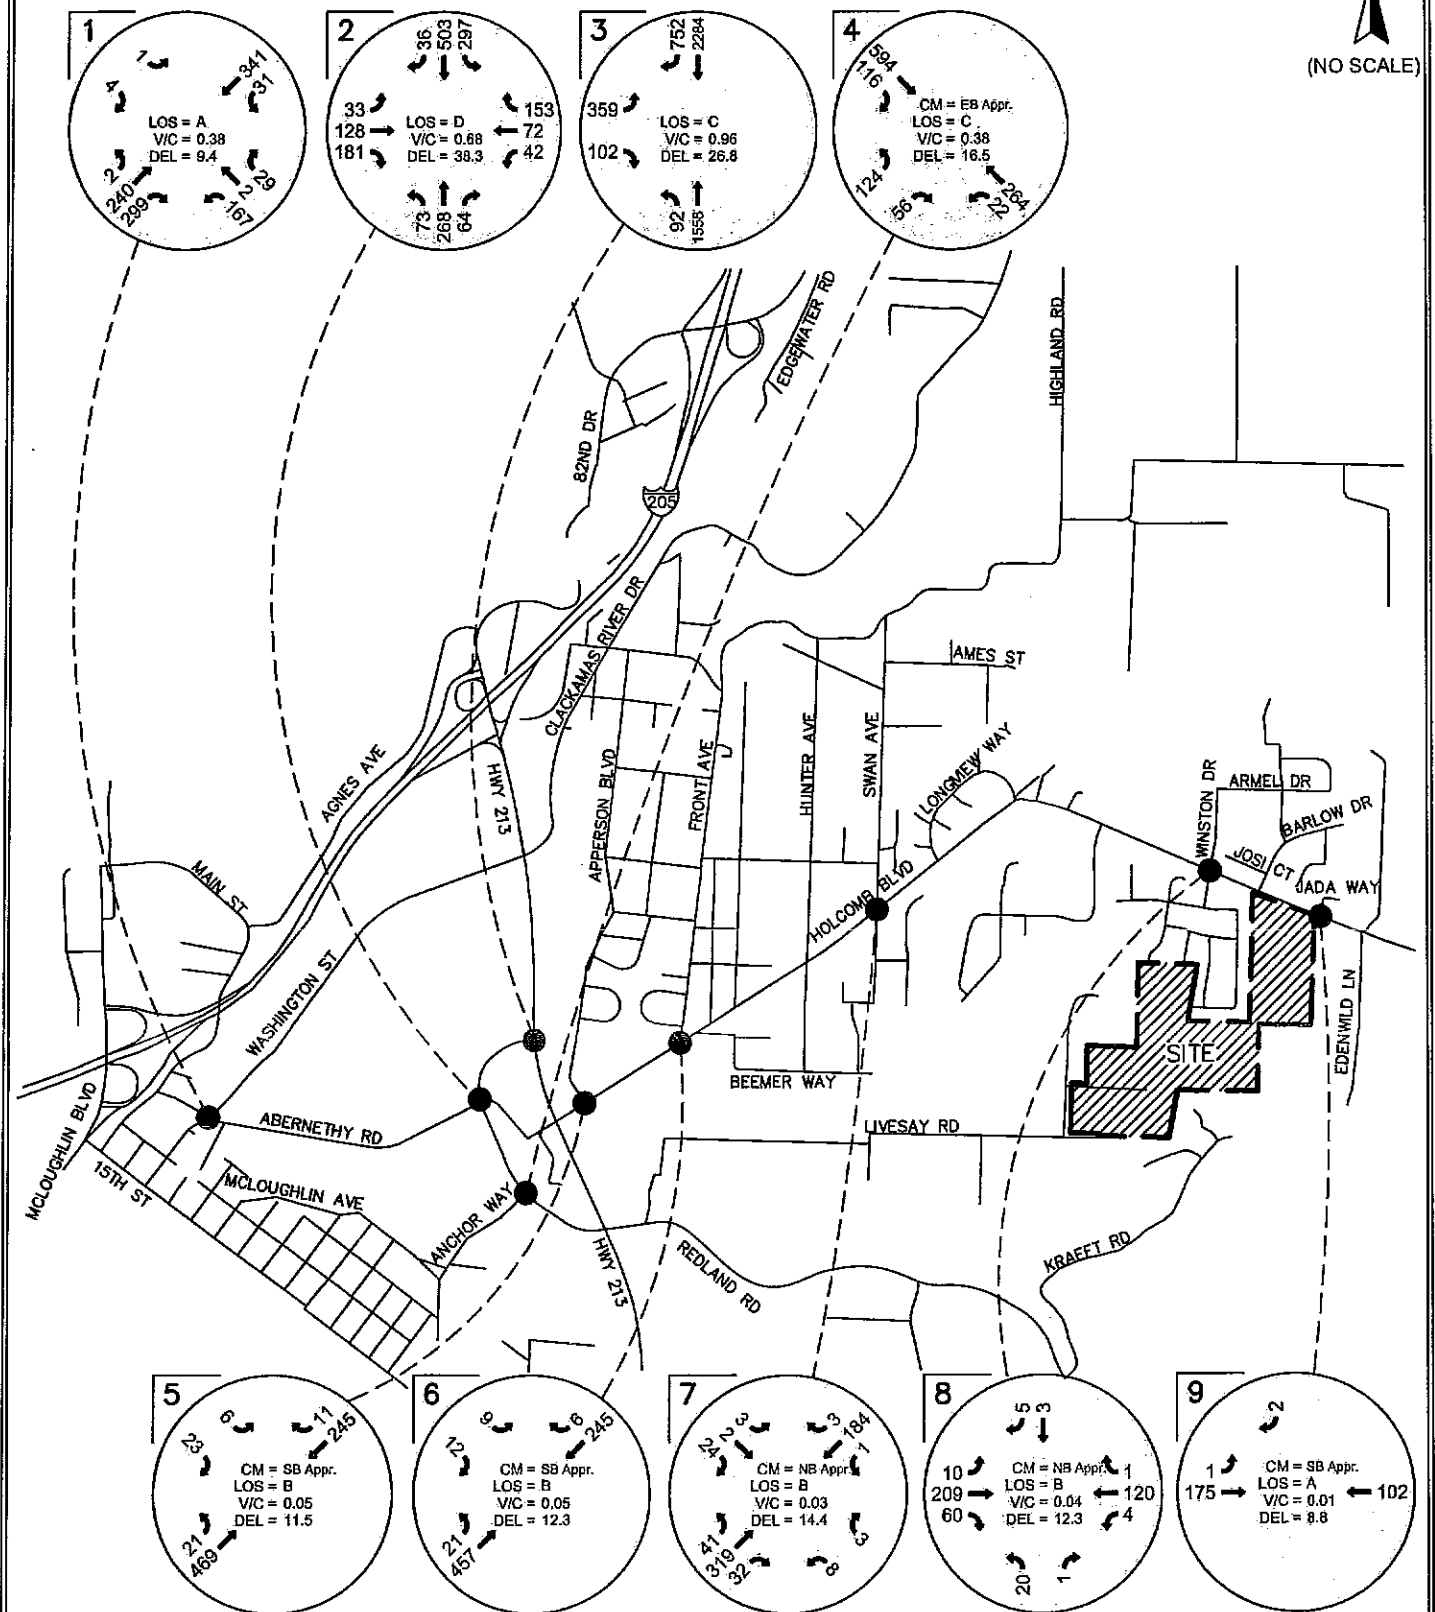 (NO SCALE)
1
7
4
341
31
LOS = A
V/C = 0.38
DEL = 9.4
2
240
299
29
2
167
2
36
503
297
33
128
181
LOS = D
V/C = 0.68
DEL = 38.3
153
72
42
73
268
64
3
752
2284
359
102
LOS = C
V/C = 0.96
DEL = 26.8
92
1556
4
594
116
CM = EB Appr.
LOS = C
V/C = 0.38
DEL = 16.5
124
56
264
22
EDGEWATER RD
82ND DR
HIGHLAND RD
205
CLACKAMAS RIVER DR
AMES ST
AGNES AVE
HWY 213
APPERSON BLVD
FRONT AVE
HUNTER AVE
SWAN AVE
LONGVIEW WAY
WINSTON DR
ARMEL DR
BARLOW DR
JOSI CT
JADA WAY
MAIN ST
HOLCOMB BLVD
WASHINGTON ST
EDENWILD LN
SITE
BEEMER WAY
MCLOUGHLIN BLVD
ABERNETHY RD
LIVESAY RD
15TH ST
MCLOUGHLIN AVE
ANCHOR WAY
HWY 213
REDLAND RD
KRAEFT RD
5
6
23
11
245
CM = SB Appr.
LOS = B
V/C = 0.05
DEL = 11.5
21
469
6
9
12
6
245
CM = SB Appr.
LOS = B
V/C = 0.05
DEL = 12.3
21
457
7
3
2
24
3
184
1
CM = NB Appr.
LOS = B
V/C = 0.03
DEL = 14.4
41
319
32
3
8
8
5
3
10
209
60
CM = NB Appr.
LOS = B
V/C = 0.04
DEL = 12.3
1
120
4
20
1
9
2
1
175
CM = SB Appr.
LOS = A
V/C = 0.01
DEL = 8.8
102